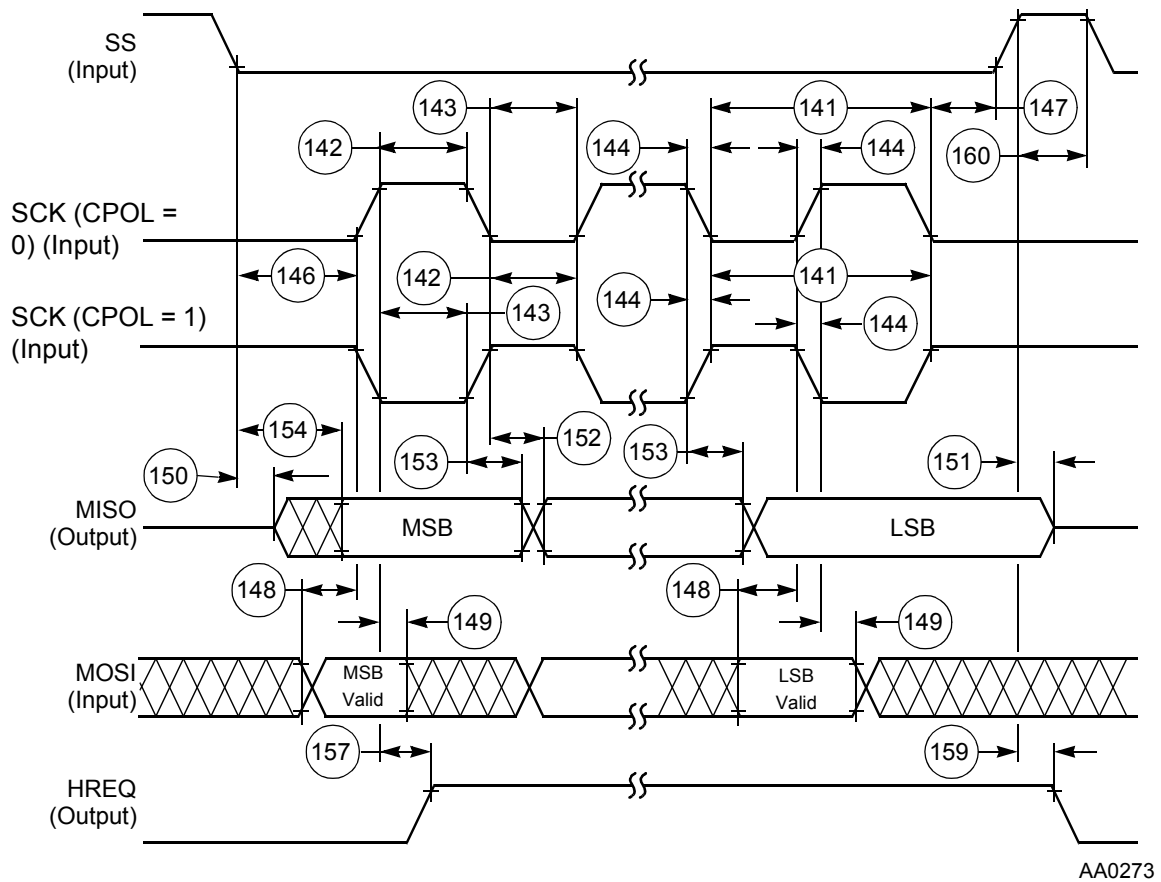 SS
(Input)
143
141
147
142
144
144
160
SCK (CPOL =
0) (Input)
146
142
141
144
143
144
SCK (CPOL = 1)
(Input)
154
152
153
153
150
151
MISO
(Output)
MSB
LSB
148
148
149
149
MOSI
(Input)
MSB
Valid
LSB
Valid
157
159
HREQ
(Output)
AA0273